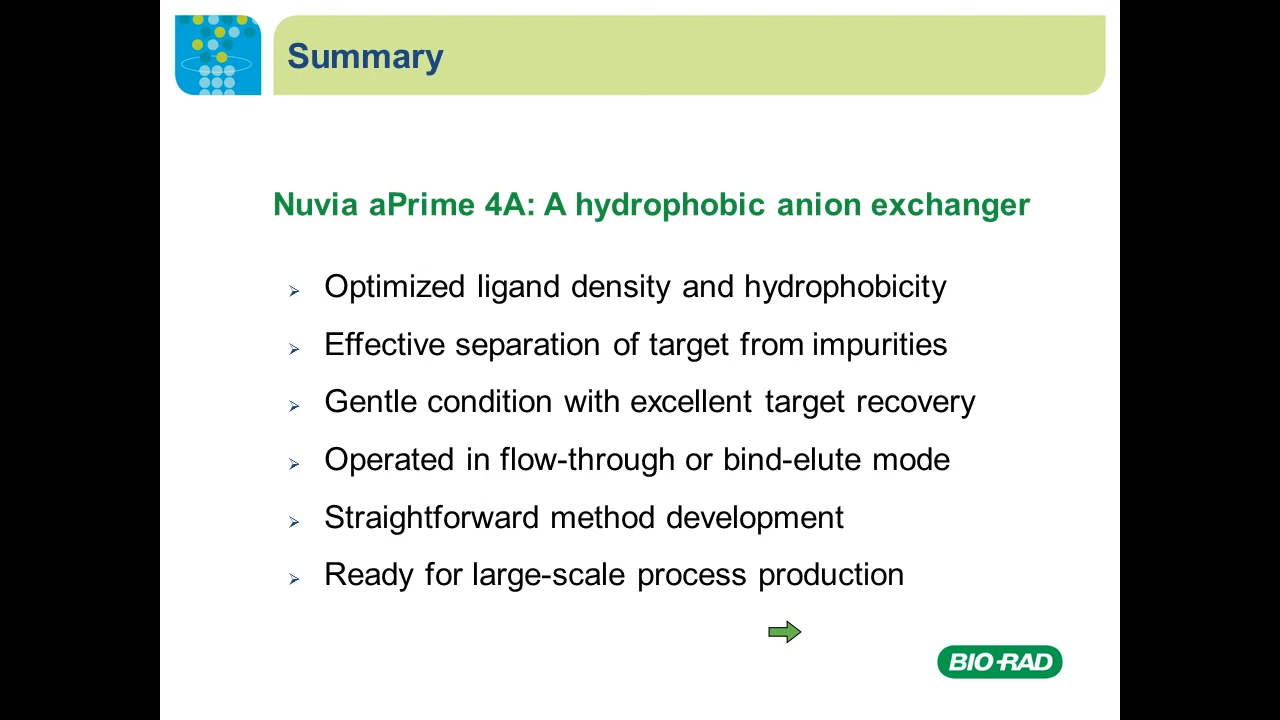 Summary
Nuvia aPrime 4A: A hydrophobic anion exchanger
Optimized ligand density and hydrophobicity
Effective separation of target from impurities
Gentle condition with excellent target recovery
Operated in flow-through or bind-elute mode
Straightforward method development
Ready for large-scale process production
BIO-RAD